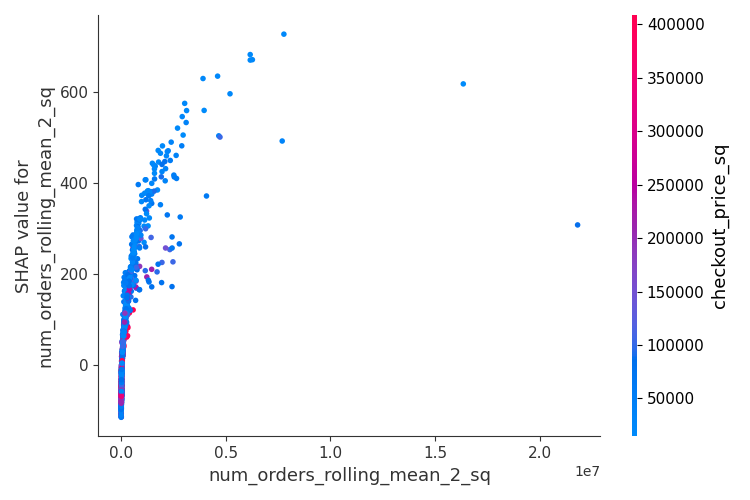 SHAP value for
num_orders_rolling_mean_2_sq
600
400
200
0
0.0 0.5 1.0 1.5 2.0
1e7
num_orders_rolling_mean_2_sq
400000
350000
300000
250000
200000
150000
100000
50000
checkout_price_sq